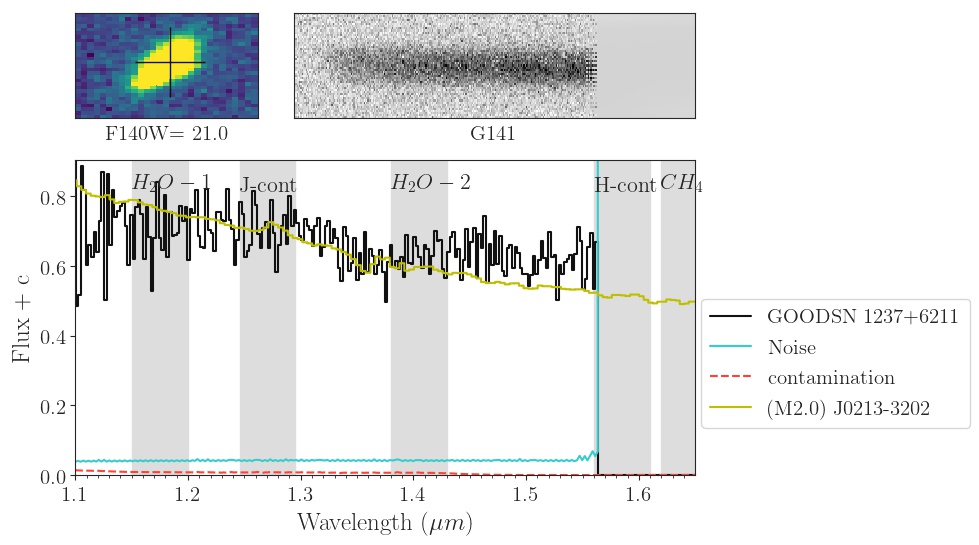 F140W= 21.0
G141
H₂O − 1
J-cont
H₂O − 2
H-cont
CH₄
0.8
0.6
0.4
0.2
0.0
Flux + c
1.1
1.2
1.3
1.4
1.5
1.6
Wavelength (μm)
GOODSN 1237+6211
Noise
contamination
(M2.0) J0213-3202